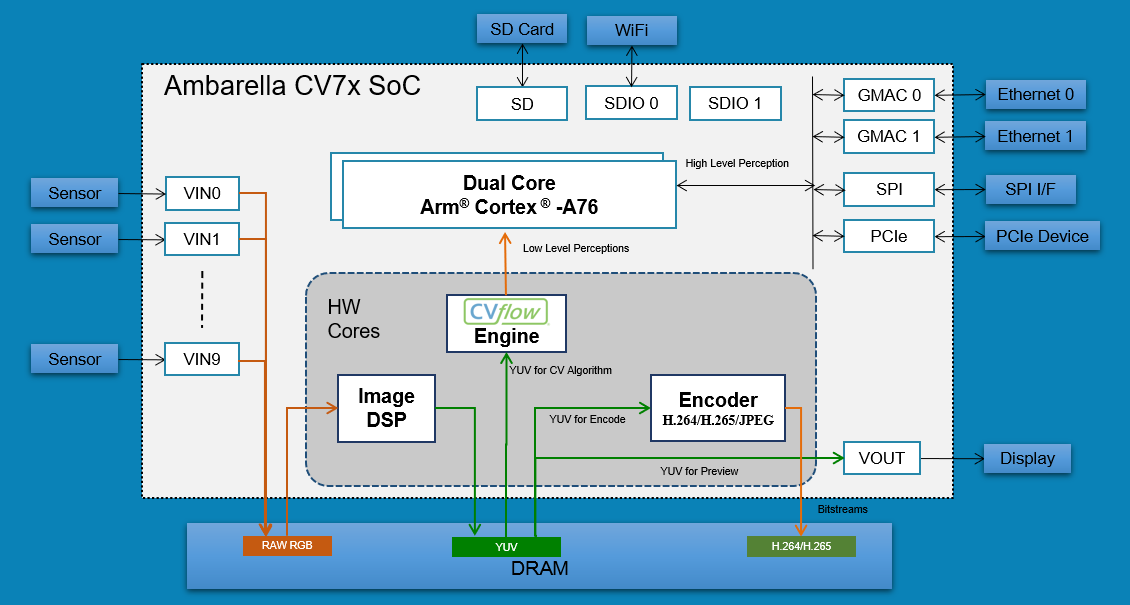 SD Card
WiFi
Ambarella CV7x SoC
SD
SDIO 0
SDIO 1
GMAC 0
Ethernet 0
GMAC 1
Ethernet 1
High Level Perception
Dual Core
Arm® Cortex ® -A76
SPI
SPI I/F
PCIe
PCIe Device
Sensor
VIN0
Sensor
VIN1
Sensor
VIN9
Low Level Perceptions
HW
Cores
CVflow
Engine
YUV for CV Algorithm
Image
DSP
Encoder
H.264/H.265/JPEG
YUV for Encode
YUV for Preview
VOUT
Display
Bitstreams
RAW RGB
YUV
H.264/H.265
DRAM